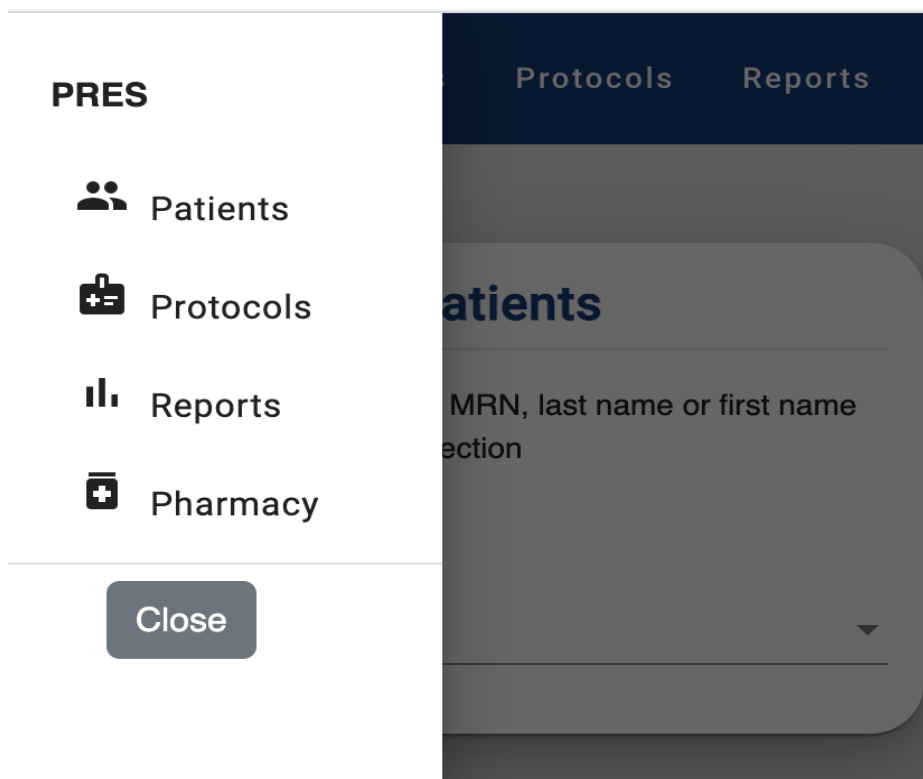 PRES
Patients
Protocols
Reports
Pharmacy
Close
Protocols Reports
atients
MRN, last name or first name
ection